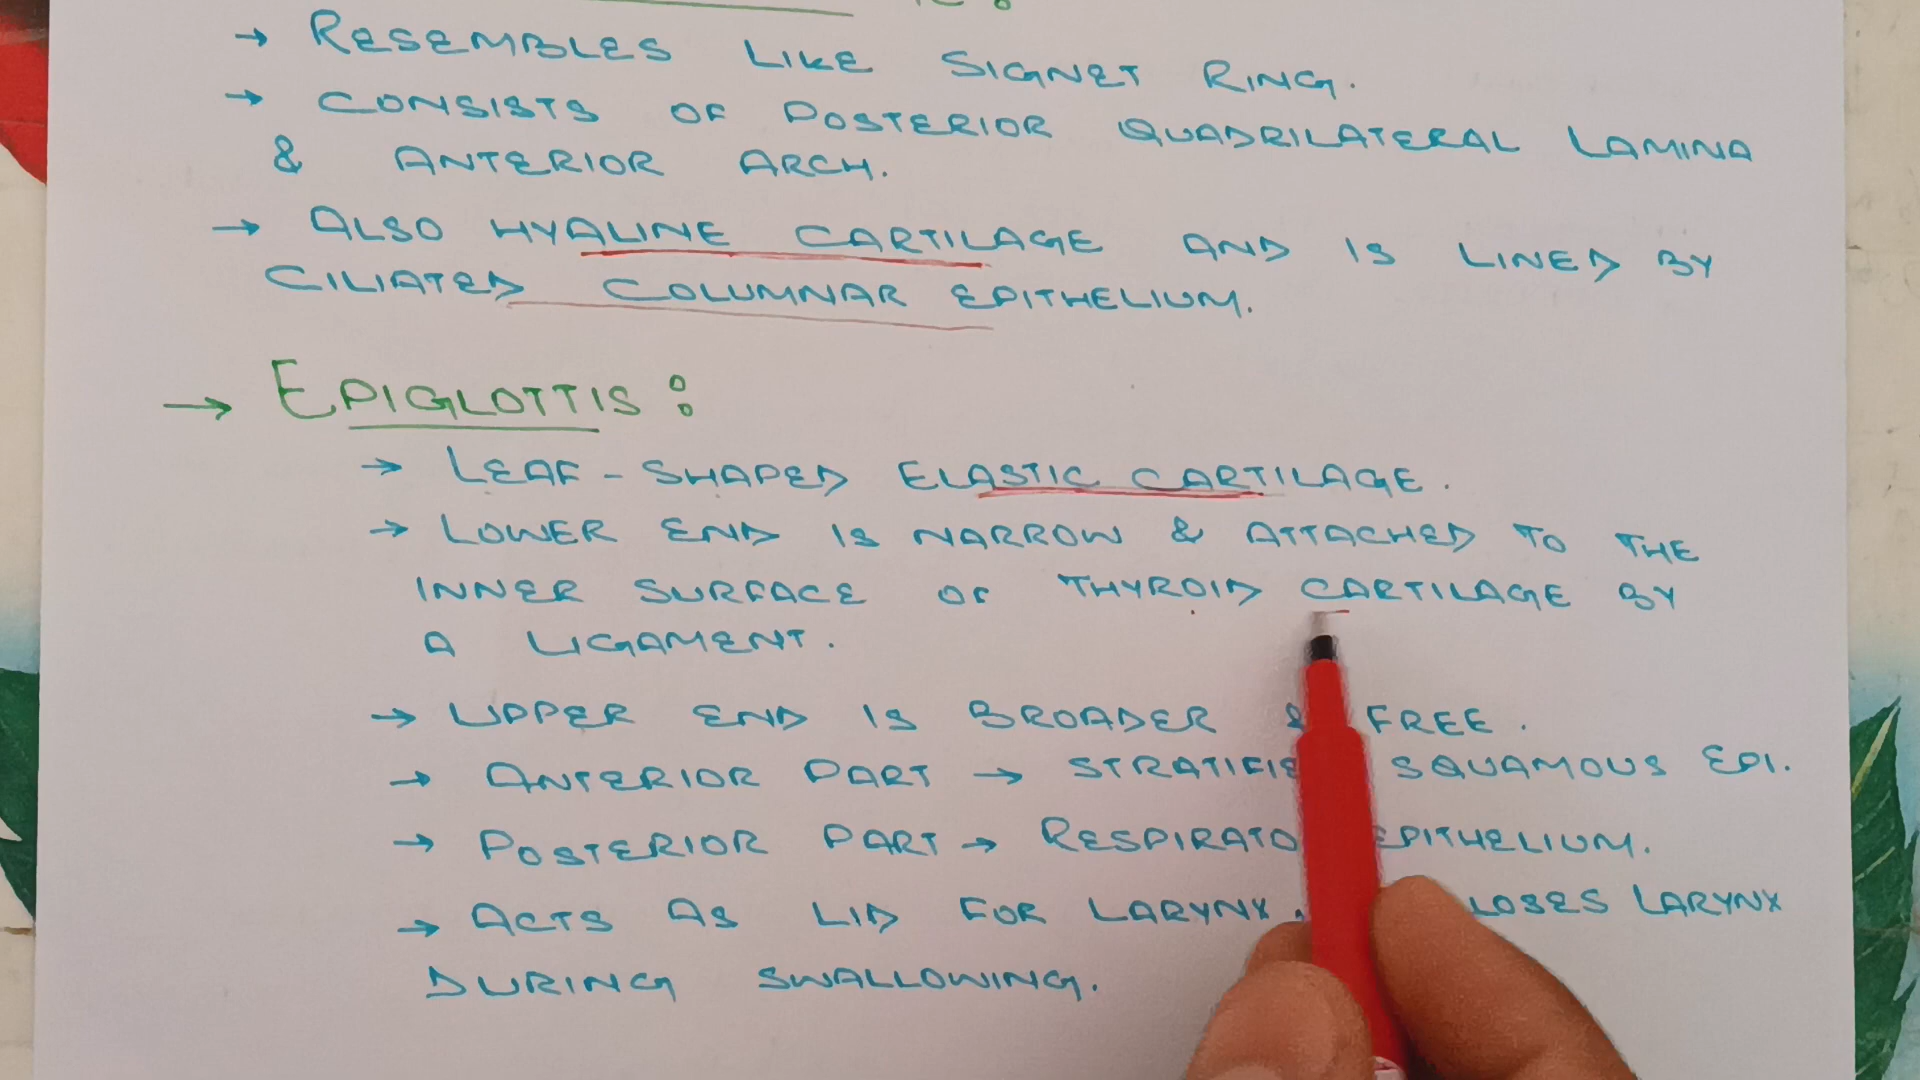 → RESEMBLES LIKE SIGNET RING.
→ CONSISTS OF POSTERIOR QUADRILATERAL LAMINA
& ANTERIOR ARCH.
→ ALSO HYALINE CARTILAGE AND IS LINED BY
CILIATED COLUMNAR EPITHELIUM.
→ EPIGLOTTIS:
→ LEAF-SHAPED ELASTIC CARTILAGE.
→ LOWER END IS NARROW & ATTACHED TO THE
INNER SURFACE OF THYROID CARTILAGE BY
A LIGAMENT.
→ UPPER END IS BROADER & FREE.
→ ANTERIOR PART → STRATIFIE SQUAMOUS EPI.
→ POSTERIOR PART → RESPIRATO EPITHELIUM.
→ ACTS AS LID FOR LARYNX. LOSES LARYNX
DURING SWALLOWING.